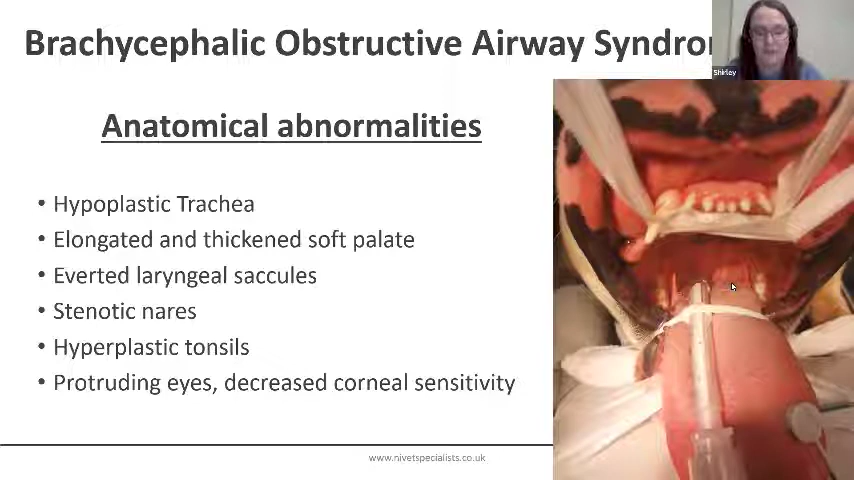 Brachycephalic Obstructive Airway Syndro
Shirley
Anatomical abnormalities
• Hypoplastic Trachea
• Elongated and thickened soft palate
• Everted laryngeal saccules
• Stenotic nares
• Hyperplastic tonsils
• Protruding eyes, decreased corneal sensitivity
www.nivetspecialists.co.uk